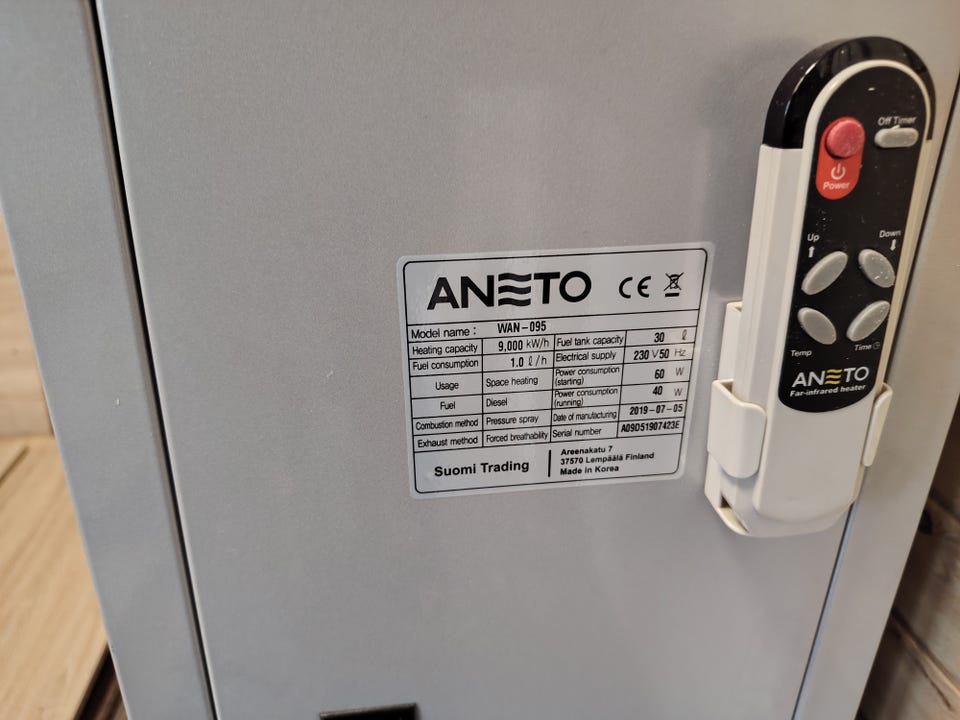 ANETO CE
Model name : WAN-095
Heating capacity 9,000 kW/h Fuel tank capacity 30 ℓ
Fuel consumption 1.0 ℓ/h Electrical supply 230 V 50 Hz
Usage Space heating Power consumption (starting) 60 W
Fuel Diesel Power consumption (running) 40 W
Combustion method Pressure spray Date of manufacturing 2019-07-05
Exhaust method Forced breathability Serial number A09D51907423E
Suomi Trading
Areenakatu 7
37570 Lempäälä Finland
Made in Korea
Off Timer
Power
Up
Down
Temp
Time
ANETO
Far-infrared heater